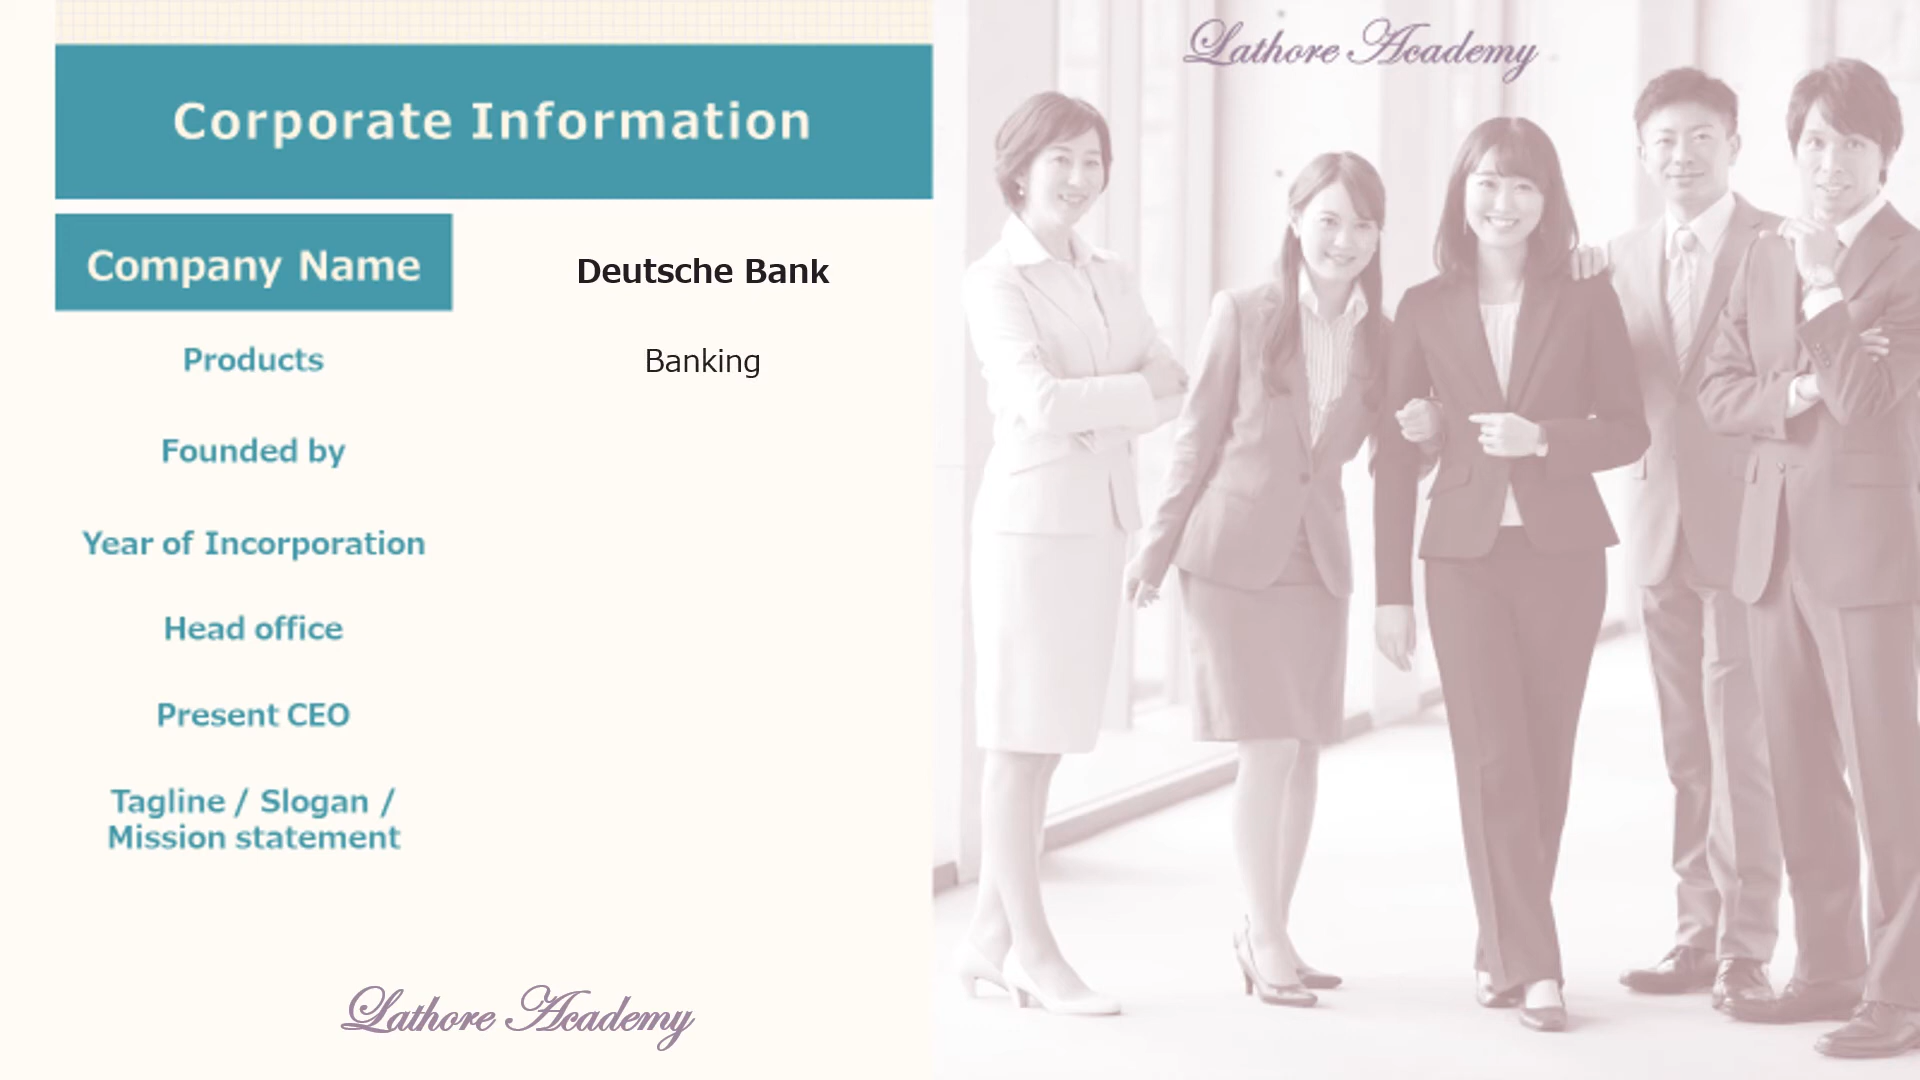 Lathore Academy
Corporate Information
Company Name
Deutsche Bank
Products
Banking
Founded by
Year of Incorporation
Head office
Present CEO
Tagline / Slogan /
Mission statement
Lathore Academy